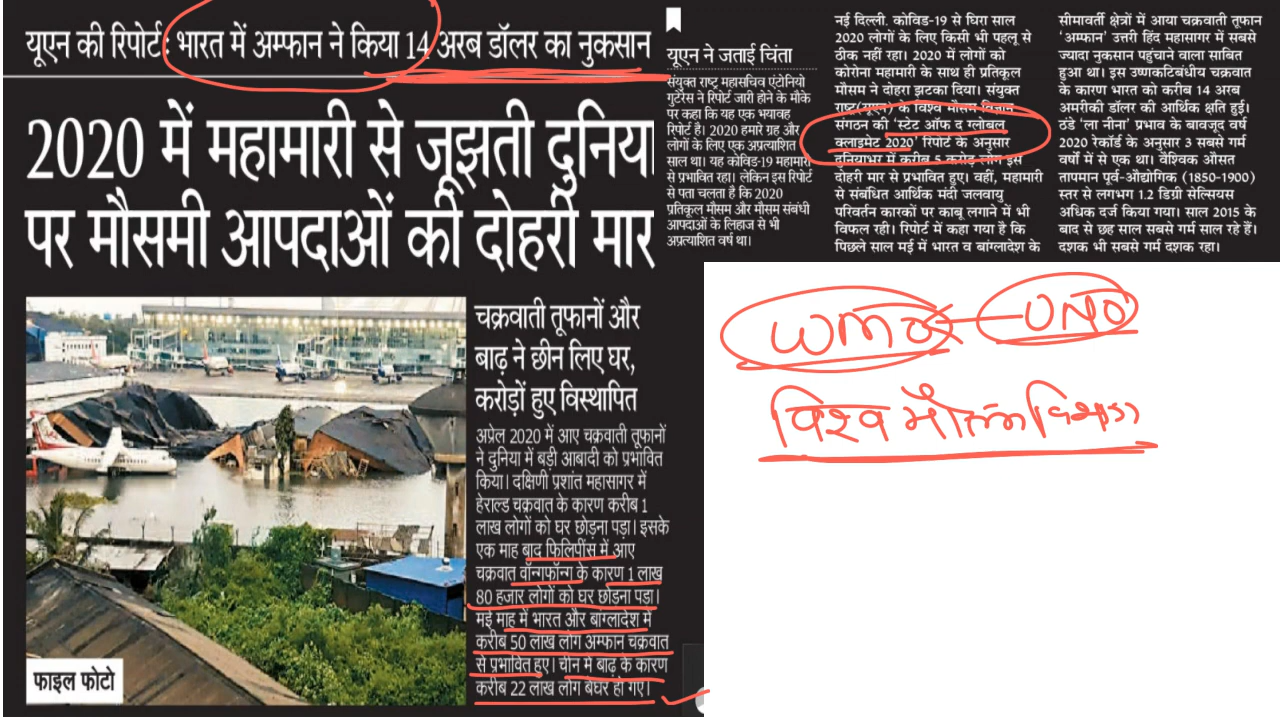 यूएन की रिपोर्ट: भारत में अम्फान ने किया 14 अरब डॉलर का नुकसान
2020 में महामारी से जूझती दुनिया
पर मौसमी आपदाओं की दोहरी मार
चक्रवाती तूफानों और
बाढ़ ने छीन लिए घर,
करोड़ों हुए विस्थापित
अप्रेल 2020 में आए चक्रवाती तूफानों
ने दुनिया में बड़ी आबादी को प्रभावित
किया। दक्षिणी प्रशांत महासागर में
हेराल्ड चक्रवात के कारण करीब 1
लाख लोगों को घर छोड़ना पड़ा। इसके
एक माह बाद फिलिपींस में आए
चक्रवात वॉन्गफॉन्ग के कारण 1 लाख
80 हजार लोगों को घर छोड़ना पड़ा।
मई माह में भारत और बांग्लादेश में
करीब 50 लाख लोग अम्फान चक्रवात
से प्रभावित हुए। चीन में बाढ़ के कारण
करीब 22 लाख लोग बेघर हो गए।
फाइल फोटो
यूएन ने जताई चिंता
संयुक्त राष्ट्र महासचिव एंटोनियो
गुटेरस ने रिपोर्ट जारी होने के मौके
पर कहा कि यह एक भयावह
रिपोर्ट है। 2020 हमारे ग्रह और
लोगों के लिए एक अप्रत्याशित
साल था। यह कोविड-19 महामारी
से प्रभावित रहा। लेकिन इस रिपोर्ट
से पता चलता है कि 2020
प्रतिकूल मौसम और मौसम संबंधी
आपदाओं के लिहाज से भी
अप्रत्याशित वर्ष था।
नई दिल्ली. कोविड-19 से घिरा साल
2020 लोगों के लिए किसी भी पहलू से
ठीक नहीं रहा। 2020 में लोगों को
कोरोना महामारी के साथ ही प्रतिकूल
मौसम ने दोहरा झटका दिया। संयुक्त
राष्ट्र(यूएन) के विश्व मौसम विज्ञान
संगठन की 'स्टेट ऑफ द ग्लोबल
क्लाइमेट 2020' रिपोर्ट के अनुसार
दुनियाभर में करीब 5 करोड़ लोग इस
दोहरी मार से प्रभावित हुए। वहीं, महामारी
से संबंधित आर्थिक मंदी जलवायु
परिवर्तन कारकों पर काबू लगाने में भी
विफल रही। रिपोर्ट में कहा गया है कि
पिछले साल मई में भारत व बांग्लादेश के
सीमावर्ती क्षेत्रों में आया चक्रवाती तूफान
'अम्फान' उत्तरी हिंद महासागर में सबसे
ज्यादा नुकसान पहुंचाने वाला साबित
हुआ था। इस उष्णकटिबंधीय चक्रवात
के कारण भारत को करीब 14 अरब
अमरीकी डॉलर की आर्थिक क्षति हुई।
ठंडे 'ला नीना' प्रभाव के बावजूद वर्ष
2020 रेकॉर्ड के अनुसार 3 सबसे गर्म
वर्षों में से एक था। वैश्विक औसत
तापमान पूर्व-औद्योगिक (1850-1900)
स्तर से लगभग 1.2 डिग्री सेल्सियस
अधिक दर्ज किया गया। साल 2015 के
बाद से छह साल सबसे गर्म साल रहे हैं।
दशक भी सबसे गर्म दशक रहा।
WMO - UNO
विश्व मौसम